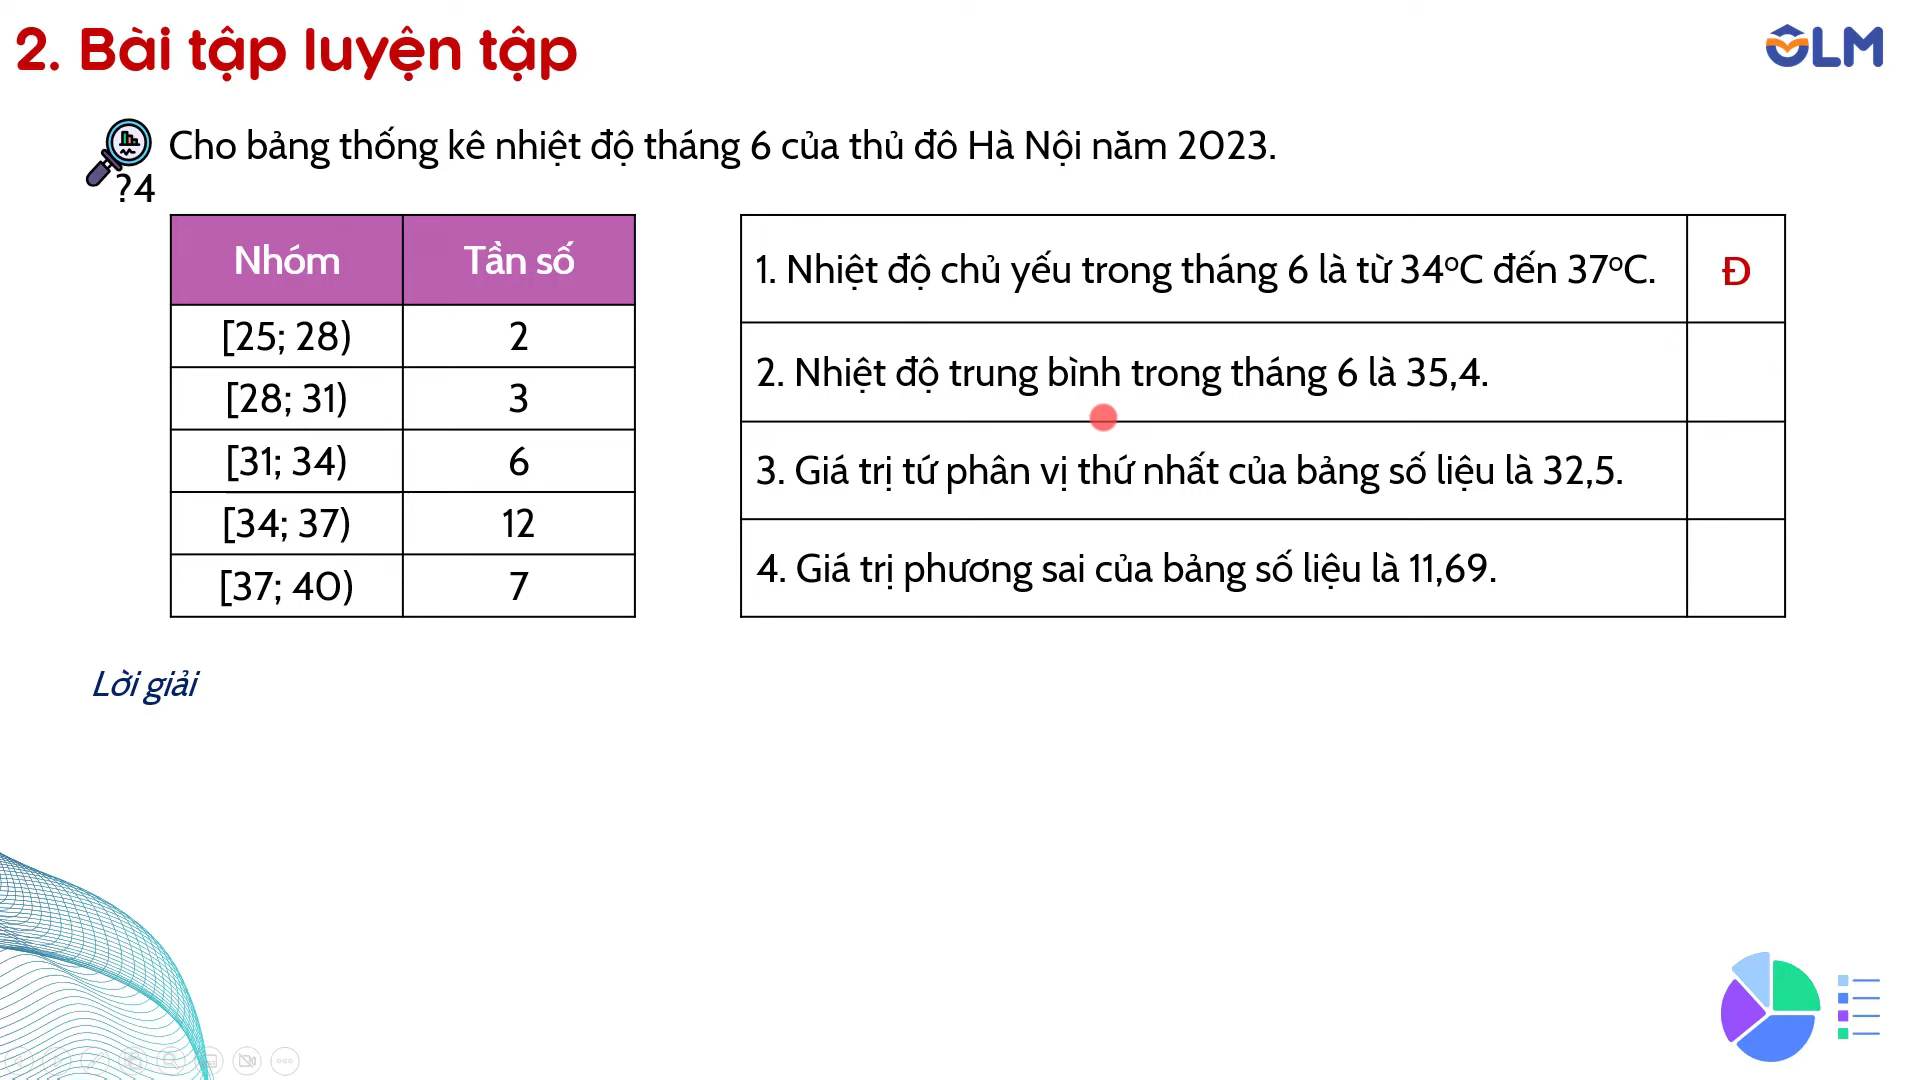 2. Bài tập luyện tập
OLM
?4
Cho bảng thống kê nhiệt độ tháng 6 của thủ đô Hà Nội năm 2023.
Nhóm Tần số
[25; 28) 2
[28; 31) 3
[31; 34) 6
[34; 37) 12
[37; 40) 7
1. Nhiệt độ chủ yếu trong tháng 6 là từ 34ºC đến 37ºC. Đ
2. Nhiệt độ trung bình trong tháng 6 là 35,4.
3. Giá trị tứ phân vị thứ nhất của bảng số liệu là 32,5.
4. Giá trị phương sai của bảng số liệu là 11,69.
Lời giải